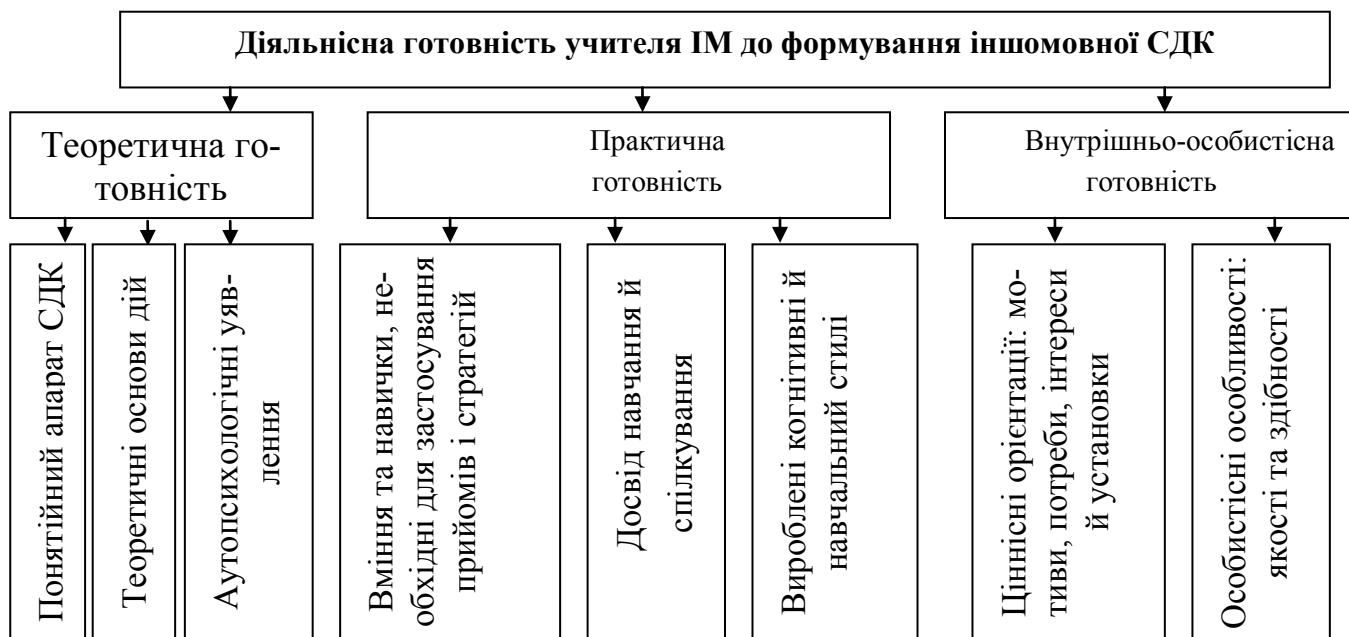 Діяльнісна готовність учителя ІМ до формування іншомовної СДК
Теоретична го-
товність
Практична
готовність
Внутрішньо-особистісна
готовність
Понятійний апарат СДК
Теоретичні основи дій
Аутопсихологічні уяв-
лення
Вміння та навички, не-
обхідні для застосування
прийомів і стратегій
Досвід навчання й
спілкування
Вироблені когнітивні й
навчальний стилі
Ціннісні орієнтації: мо-
тиви, потреби, інтереси
й установки
Особистісні особливості:
якості та здібності